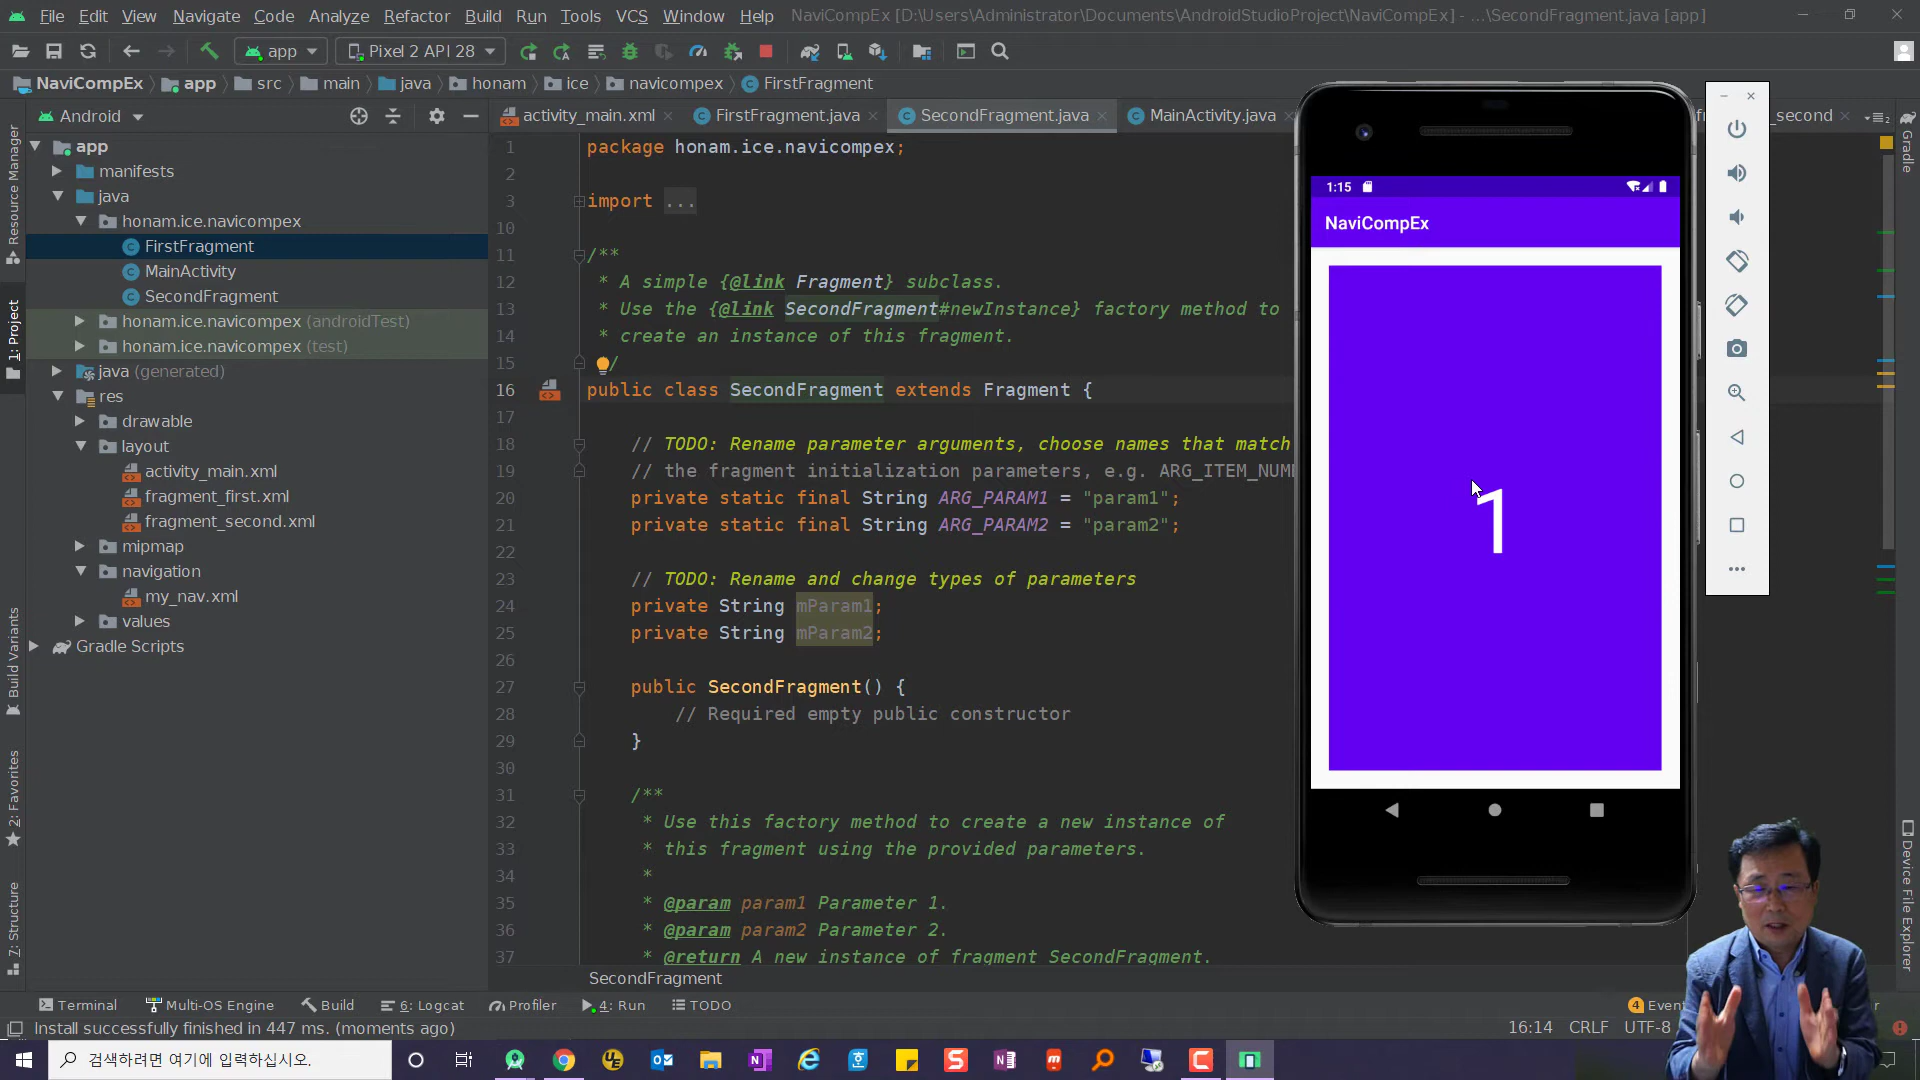 File Edit View Navigate Code Analyze Refactor Build Run Tools VCS Window Help NaviCompEx [D:\Users\Administrator\Documents\AndroidStudioProject\NaviCompEx] - ...\SecondFragment.java [app]
app Pixel 2 API 28
NaviCompEx app src main java honam ice navicompex FirstFragment
Android
activity_main.xml FirstFragment.java SecondFragment.java MainActivity.java _second
Resource Manager
1: Project
Build Variants
2: Favorites
7: Structure
app
manifests
java
honam.ice.navicompex
FirstFragment
MainActivity
SecondFragment
honam.ice.navicompex (androidTest)
honam.ice.navicompex (test)
java (generated)
res
drawable
layout
activity_main.xml
fragment_first.xml
fragment_second.xml
mipmap
navigation
my_nav.xml
values
Gradle Scripts
1 package honam.ice.navicompex;
2
3 import ...
10
11 /**
12 * A simple {@link Fragment} subclass.
13 * Use the {@link SecondFragment#newInstance} factory method to
14 * create an instance of this fragment.
15 */
16 public class SecondFragment extends Fragment {
17
18 // TODO: Rename parameter arguments, choose names that match
19 // the fragment initialization parameters, e.g. ARG_ITEM_NUM
20 private static final String ARG_PARAM1 = "param1";
21 private static final String ARG_PARAM2 = "param2";
22
23 // TODO: Rename and change types of parameters
24 private String mParam1;
25 private String mParam2;
26
27 public SecondFragment() {
28 // Required empty public constructor
29 }
30
31 /**
32 * Use this factory method to create a new instance of
33 * this fragment using the provided parameters.
34 *
35 * @param param1 Parameter 1.
36 * @param param2 Parameter 2.
37 * @return A new instance of fragment SecondFragment.
SecondFragment
1:15
NaviCompEx
1
Gradle
Device File Explorer
Terminal Multi-OS Engine Build 6: Logcat Profiler 4: Run TODO 4 Event
Install successfully finished in 447 ms. (moments ago) 16:14 CRLF UTF-8
검색하려면 여기에 입력하십시오.